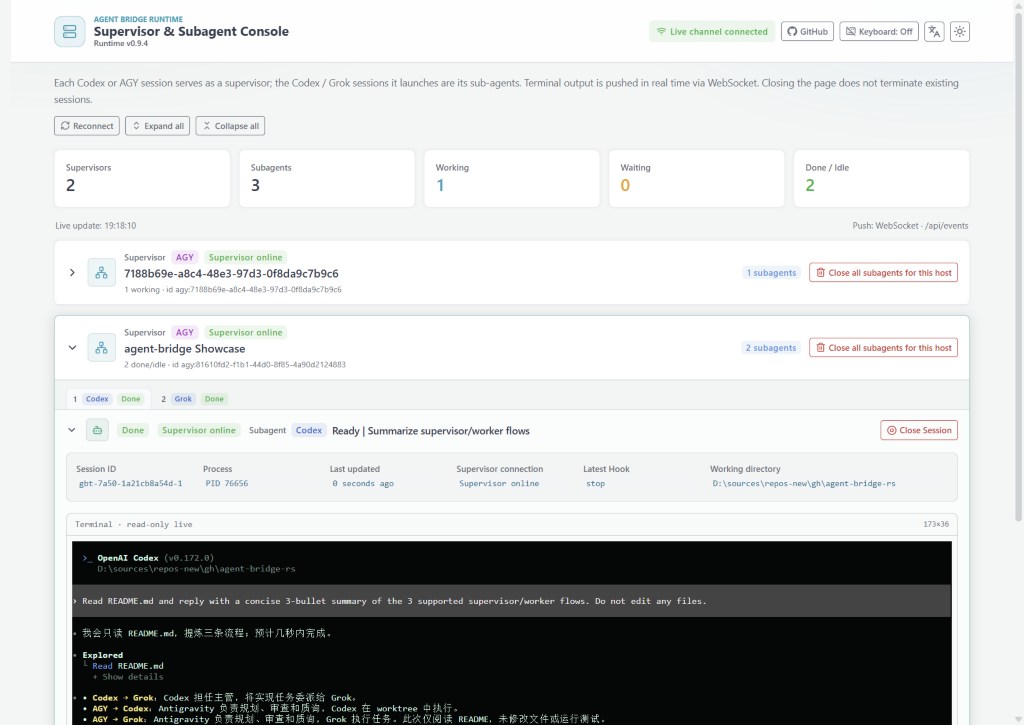 AGENT BRIDGE RUNTIME
Supervisor & Subagent Console
Runtime v0.9.4
Live channel connected
GitHub
Keyboard: Off
Each Codex or AGY session serves as a supervisor; the Codex / Grok sessions it launches are its sub-agents. Terminal output is pushed in real time via WebSocket. Closing the page does not terminate existing
sessions.
Reconnect
Expand all
Collapse all
Supervisors
2
Subagents
3
Working
1
Waiting
0
Done / Idle
2
Live update: 19:18:10
Push: WebSocket · /api/events
Supervisor AGY Supervisor online
7188b69e-a8c4-48e3-97d3-0f8da9c7b9c6
1 working · id agy:7188b69e-a8c4-48e3-97d3-0f8da9c7b9c6
1 subagents
Close all subagents for this host
Supervisor AGY Supervisor online
agent-bridge Showcase
2 done/idle · id agy:81610fd2-f1b1-44d0-8f85-4a90d2124883
2 subagents
Close all subagents for this host
1 Codex Done
2 Grok Done
Done Supervisor online Subagent Codex Ready | Summarize supervisor/worker flows
Close Session
Session ID
gbt-7a50-1a21cb8a54d-1
Process
PID 76656
Last updated
0 seconds ago
Supervisor connection
Supervisor online
Latest Hook
stop
Working directory
D:\sources\repos-new\gh\agent-bridge-rs
Terminal · read-only live
173×36
>_ OpenAI Codex (v0.172.0)
D:\sources\repos-new\gh\agent-bridge-rs
› Read README.md and reply with a concise 3-bullet summary of the 3 supported supervisor/worker flows. Do not edit any files.
• 我会只读 README.md，提炼三条流程；预计几秒内完成。
• Explored
└ Read README.md
+ Show details
• • Codex → Grok：Codex 担任主管，将实现任务委派给 Grok。
• AGY → Codex：Antigravity 负责规划、审查和质询，Codex 在 worktree 中执行。
• AGY → Grok：Antigravity 负责规划、审查和质询，Grok 执行任务。此次仅阅读 README，未修改文件或运行测试。